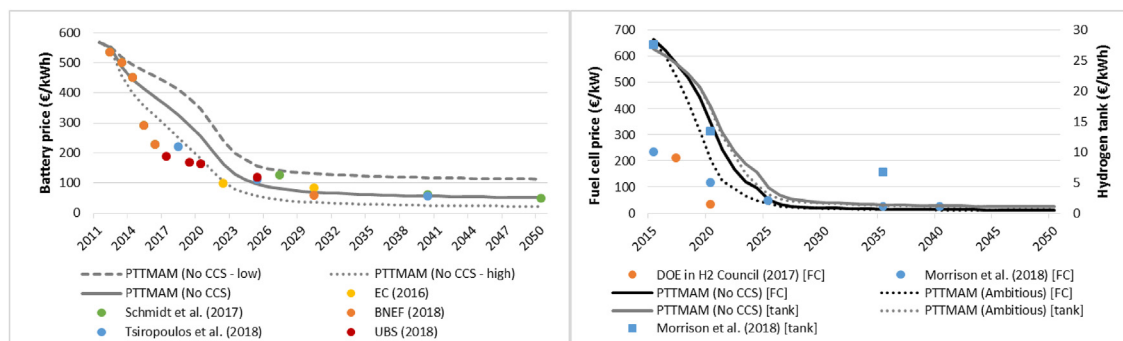 Battery price (€/kWh)
600
500
400
300
200
100
0
2011 2014 2017 2020 2023 2026 2029 2032 2035 2038 2041 2044 2047 2050
PTTMAM (No CCS - low) PTTMAM (No CCS - high)
PTTMAM (No CCS) EC (2016)
Schmidt et al. (2017) BNEF (2018)
Tsiropoulos et al. (2018) UBS (2018)
Fuel cell price (€/kW)
700
600
500
400
300
200
100
0
Hydrogen tank (€/kWh)
30
25
20
15
10
5
0
2015 2020 2025 2030 2035 2040 2045 2050
DOE in H2 Council (2017) [FC] Morrison et al. (2018) [FC]
PTTMAM (No CCS) [FC] PTTMAM (Ambitious) [FC]
PTTMAM (No CCS) [tank] PTTMAM (Ambitious) [tank]
Morrison et al. (2018) [tank]